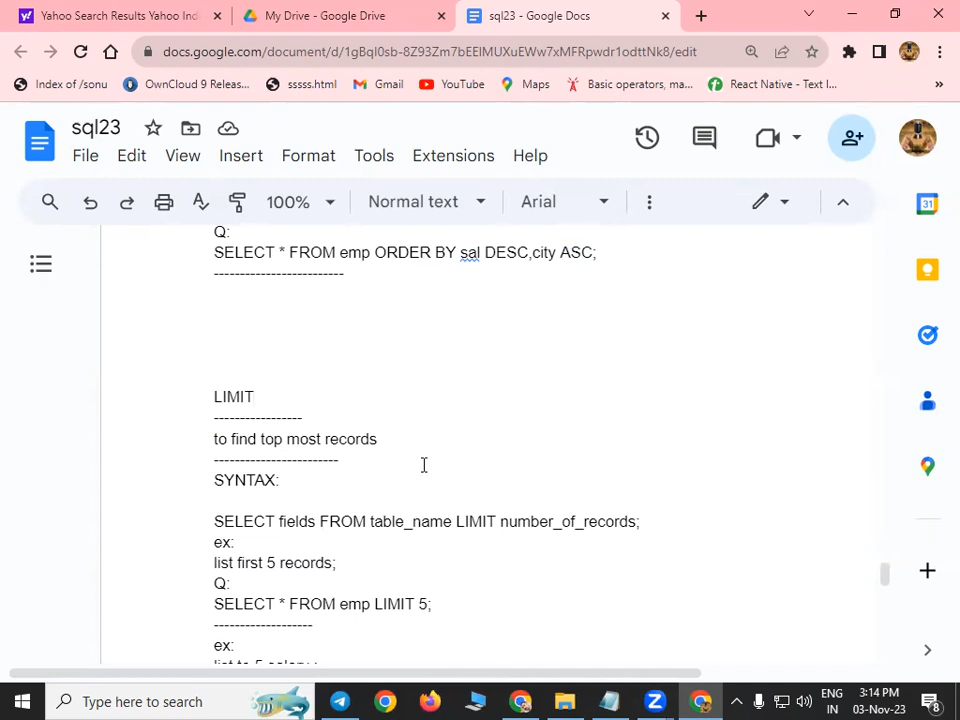 Yahoo Search Results Yahoo Ind
My Drive - Google Drive
sql23 - Google Docs
docs.google.com/document/d/1gBqI0sb-8Z93Zm7bEEIMUXuEWw7xMFRpwdr1odttNk8/edit
Index of /sonu
OwnCloud 9 Releas...
sssss.html
Gmail
YouTube
Maps
Basic operators, ma...
React Native - Text I...
»
sql23
File Edit View Insert Format Tools Extensions Help
100% Normal text Arial
31
Q:
SELECT * FROM emp ORDER BY sal DESC,city ASC;
-------------------------
LIMIT
-----------------
to find top most records
------------------------
SYNTAX:
SELECT fields FROM table_name LIMIT number_of_records;
ex:
list first 5 records;
Q:
SELECT * FROM emp LIMIT 5;
-------------------
ex:
Type here to search
ENG
IN
3:14 PM
03-Nov-23
8